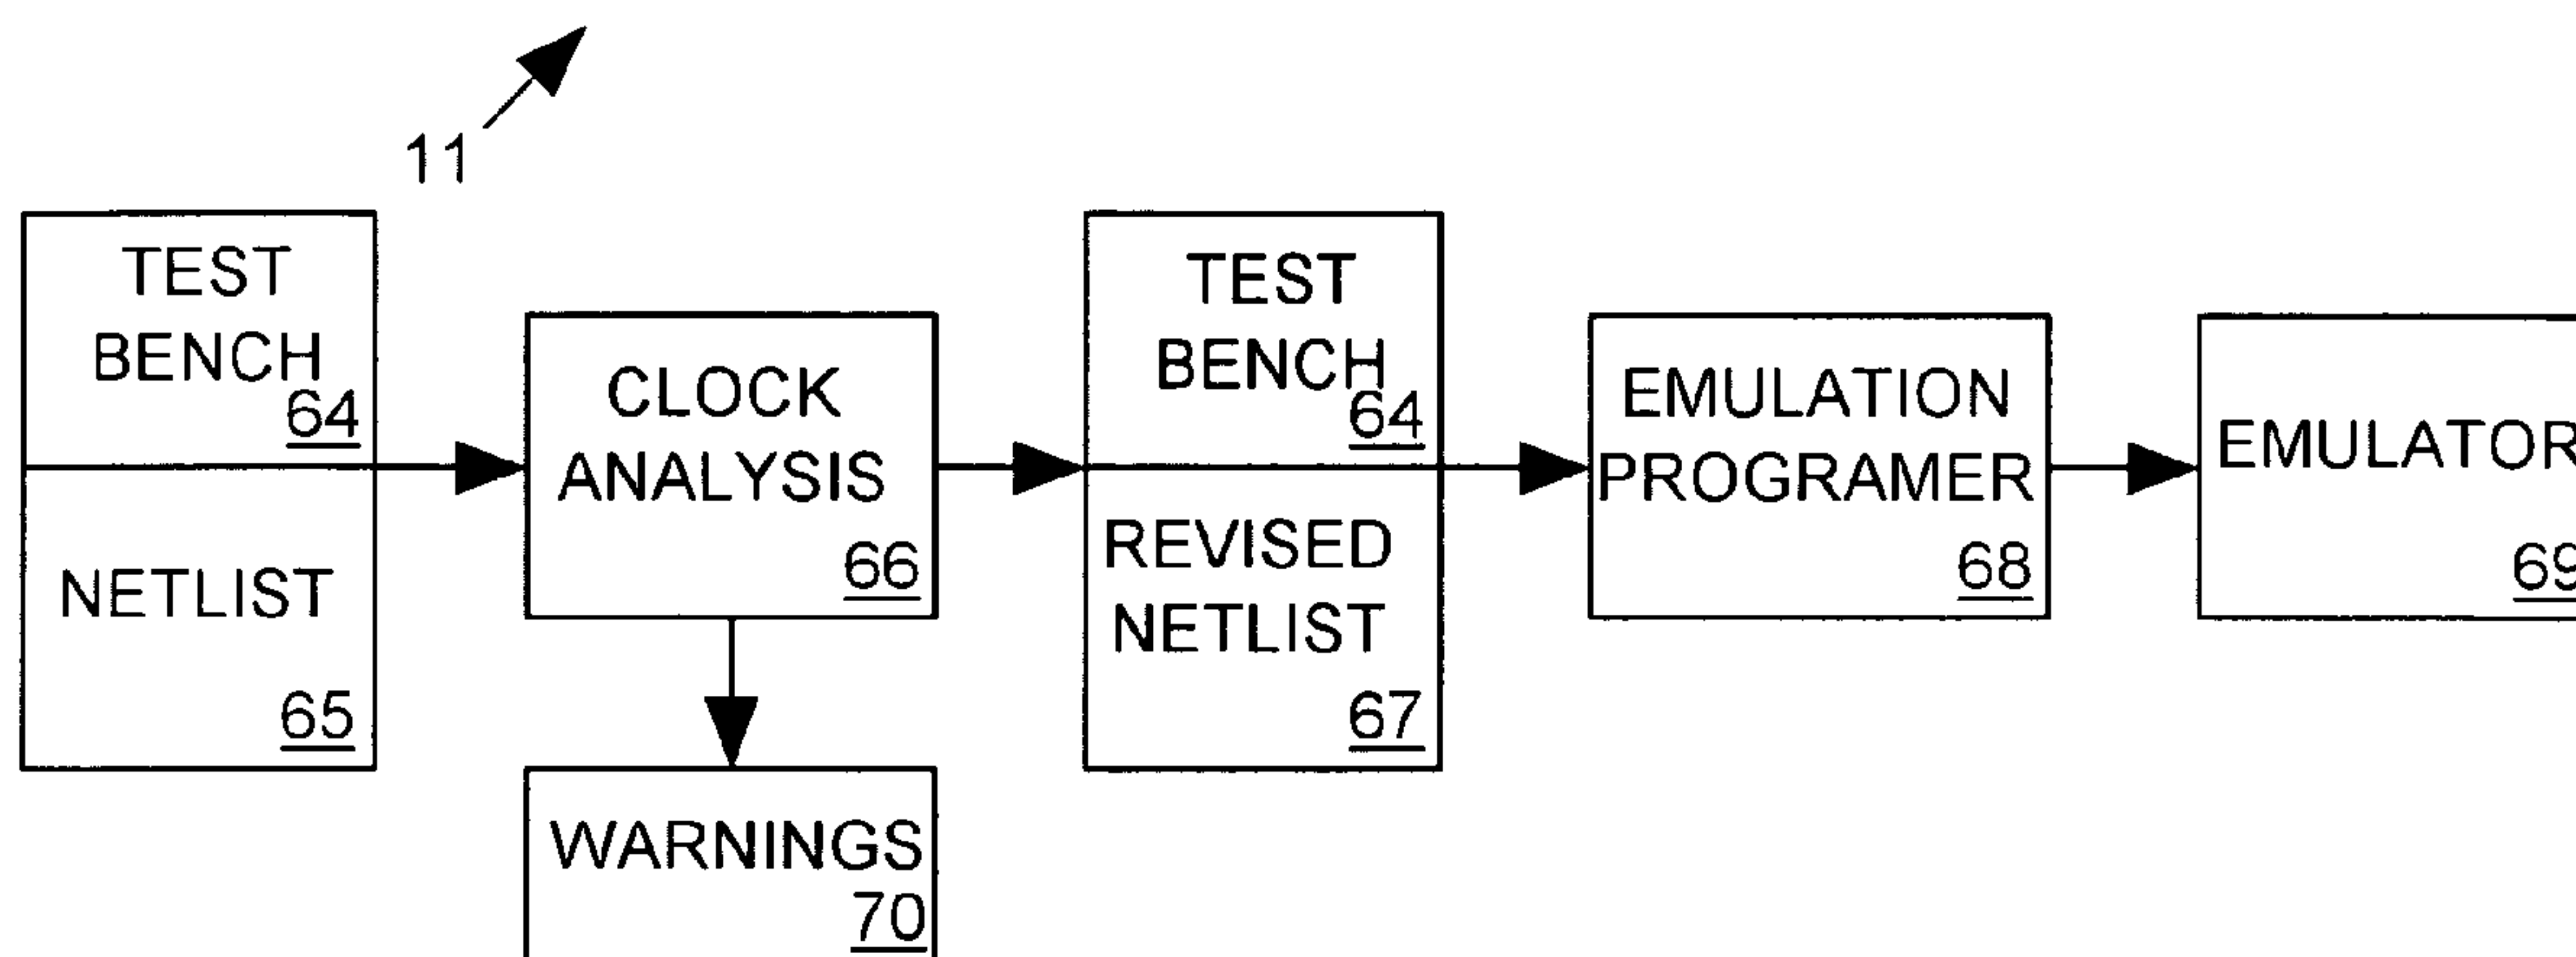 11
TEST
BENCH
64
NETLIST
65
CLOCK
ANALYSIS
66
WARNINGS
70
TEST
BENCH
64
REVISED
NETLIST
67
EMULATION
PROGRAMER
68
EMULATOR
69